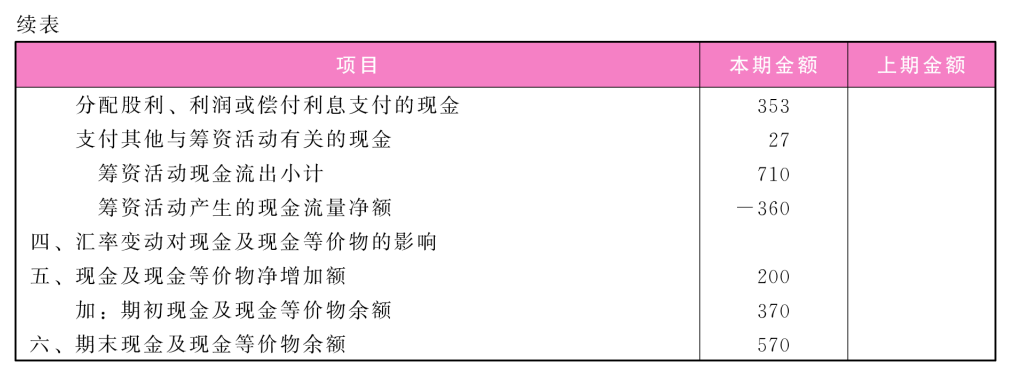 续表
项目 本期金额 上期金额
分配股利、利润或偿付利息支付的现金 353
支付其他与筹资活动有关的现金 27
筹资活动现金流出小计 710
筹资活动产生的现金流量净额 －360
四、汇率变动对现金及现金等价物的影响
五、现金及现金等价物净增加额 200
加：期初现金及现金等价物余额 370
六、期末现金及现金等价物余额 570